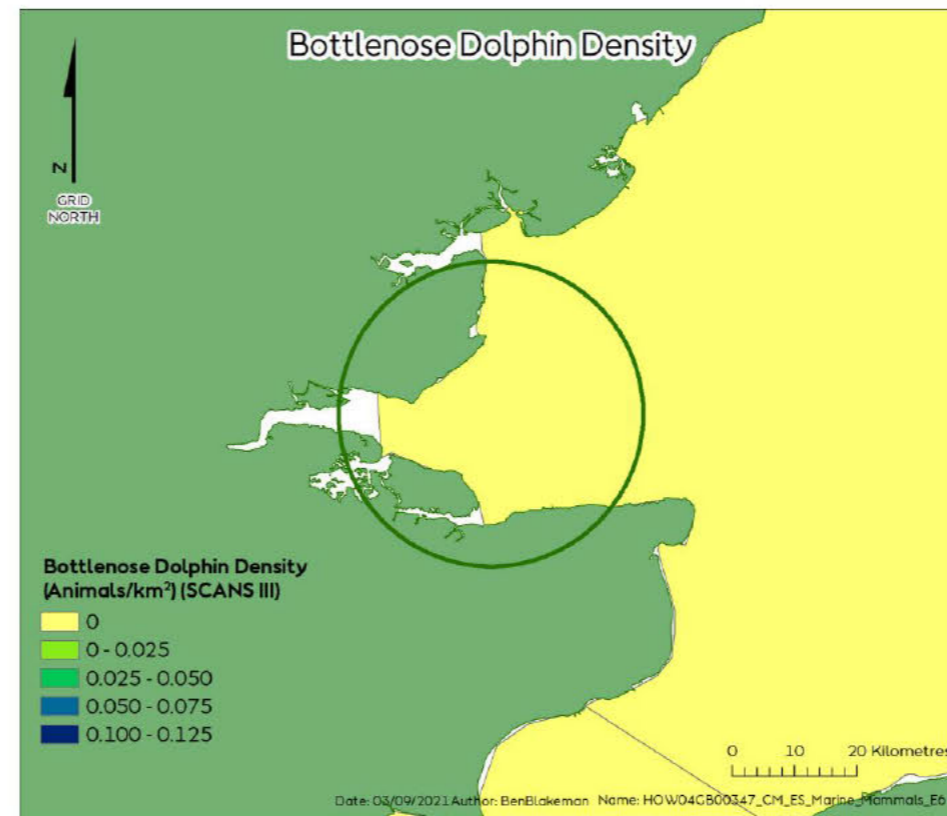 Bottlenose Dolphin Density
N
GRID
NORTH
Bottlenose Dolphin Density
(Animals/km²) (SCANS III)
0
0 - 0.025
0.025 - 0.050
0.050 - 0.075
0.100 - 0.125
0 10 20 Kilometres
Date: 03/09/2021 Author: BenBlakeman Name: HOW04GB00347_CM_ES_Marine_Mammals_E6